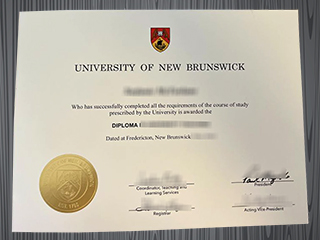 UNIVERSITY OF NEW BRUNSWICK
Who has successfully completed all the requirements of the course of study
prescribed by the University is awarded the
DIPLOMA
Dated at Fredericton, New Brunswick
Coordinator, Teaching and
Learning Services
President
Registrar
Acting Vice President